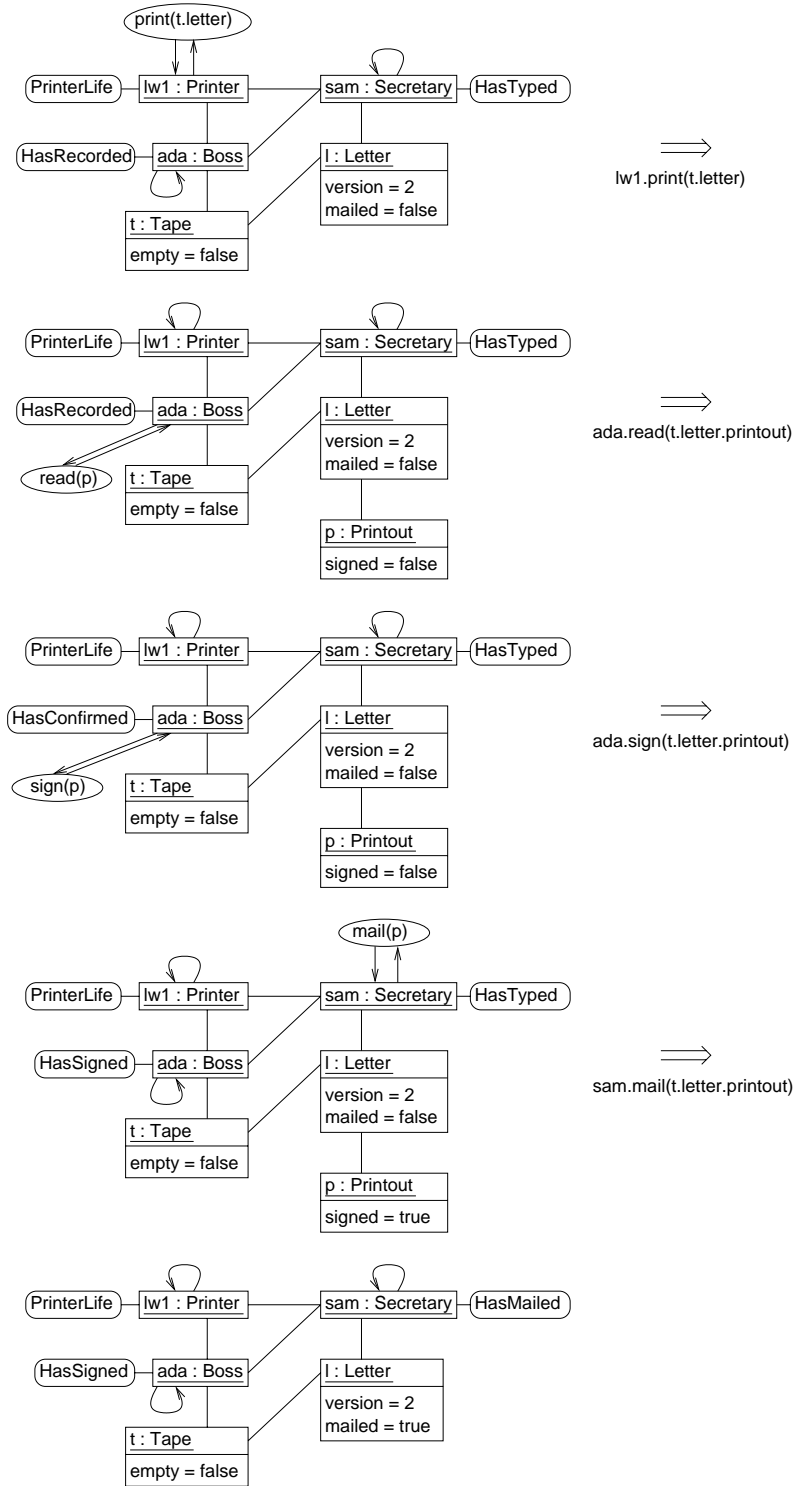 print(t.letter)
PrinterLife lw1 : Printer sam : Secretary HasTyped
HasRecorded ada : Boss l : Letter
version = 2
mailed = false
lw1.print(t.letter)
t : Tape
empty = false
PrinterLife lw1 : Printer sam : Secretary HasTyped
HasRecorded ada : Boss l : Letter
version = 2
mailed = false
ada.read(t.letter.printout)
read(p)
t : Tape
empty = false
p : Printout
signed = false
PrinterLife lw1 : Printer sam : Secretary HasTyped
HasConfirmed ada : Boss l : Letter
version = 2
mailed = false
ada.sign(t.letter.printout)
sign(p)
t : Tape
empty = false
p : Printout
signed = false
mail(p)
PrinterLife lw1 : Printer sam : Secretary HasTyped
HasSigned ada : Boss l : Letter
version = 2
mailed = false
sam.mail(t.letter.printout)
t : Tape
empty = false
p : Printout
signed = true
PrinterLife lw1 : Printer sam : Secretary HasMailed
HasSigned ada : Boss l : Letter
version = 2
mailed = true
t : Tape
empty = false